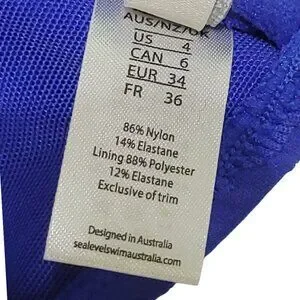 AUS/NZ/UK
US 4
CAN 6
EUR 34
FR 36
86% Nylon
14% Elastane
Lining 88% Polyester
12% Elastane
Exclusive of trim
Designed in Australia
sealevelswimaustralia.com